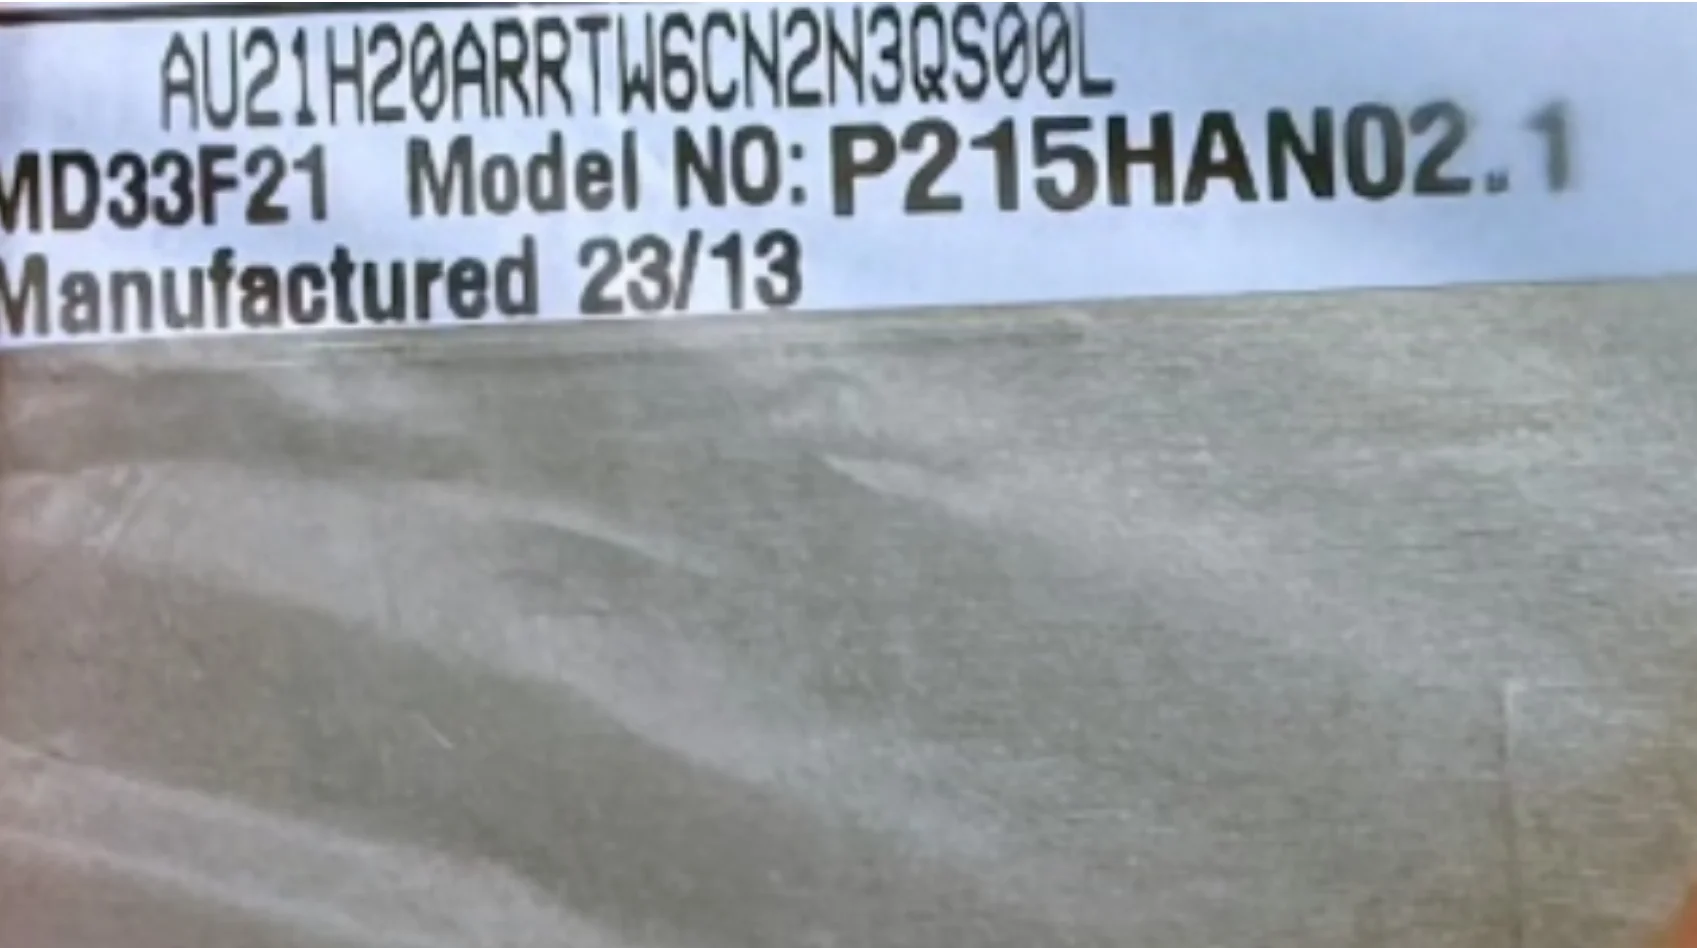 AU21H20ARRTW6CN2N3QS00L
MD33F21 Model NO: P215HAN02.1
Manufactured 23/13